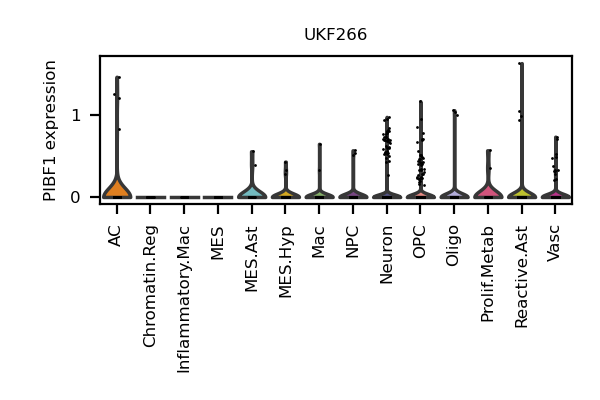 UKF266
PIBF1 expression
1
0
AC
Chromatin.Reg
Inflammatory.Mac
MES
MES.Ast
MES.Hyp
Mac
NPC
Neuron
OPC
Oligo
Prolif.Metab
Reactive.Ast
Vasc